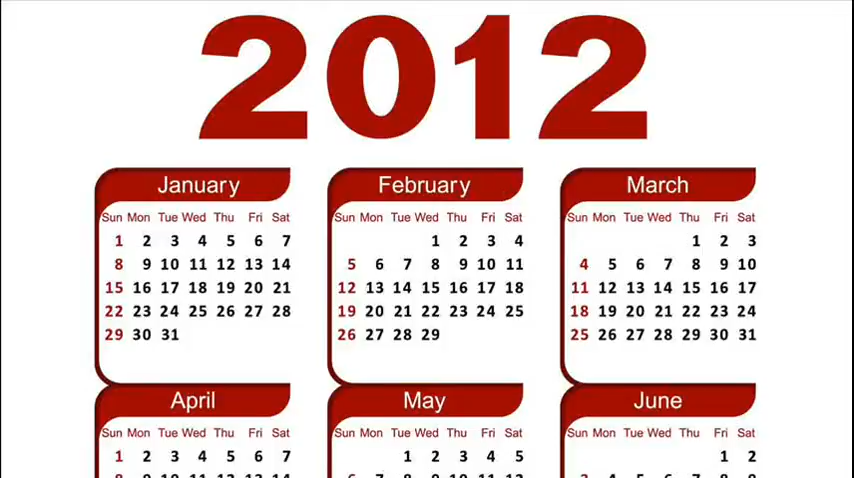 2012
January February March
Sun Mon Tue Wed Thu Fri Sat Sun Mon Tue Wed Thu Fri Sat Sun Mon Tue Wed Thu Fri Sat
1 2 3 4 5 6 7 1 2 3 4 1 2 3
8 9 10 11 12 13 14 5 6 7 8 9 10 11 4 5 6 7 8 9 10
15 16 17 18 19 20 21 12 13 14 15 16 17 18 11 12 13 14 15 16 17
22 23 24 25 26 27 28 19 20 21 22 23 24 25 18 19 20 21 22 23 24
29 30 31 26 27 28 29 25 26 27 28 29 30 31
April May June
Sun Mon Tue Wed Thu Fri Sat Sun Mon Tue Wed Thu Fri Sat Sun Mon Tue Wed Thu Fri Sat
1 2 3 4 5 6 7 1 2 3 4 5 1 2